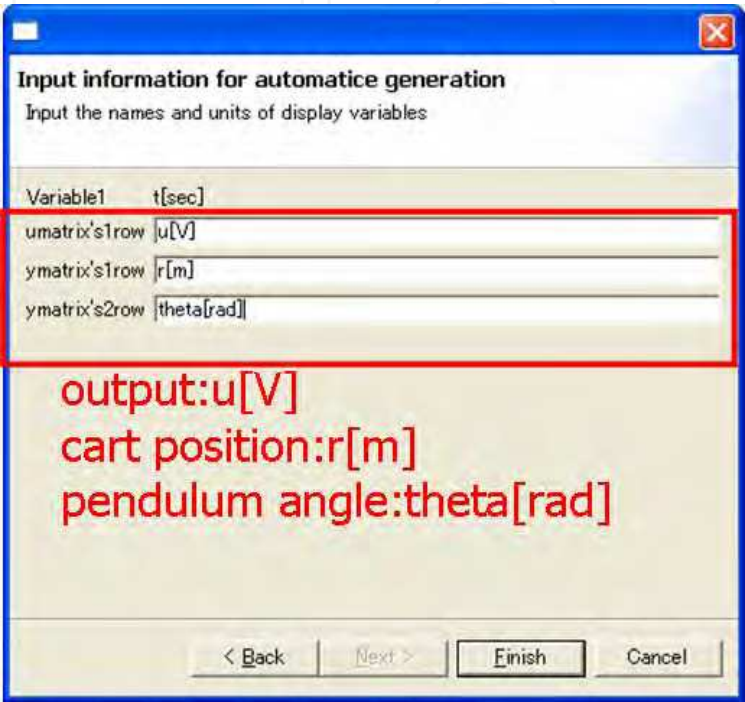 Input information for automatice generation
Input the names and units of display variables
Variable1 t[sec]
umatrix's1row u[V]
ymatrix's1row r[m]
ymatrix's2row theta[rad]
output:u[V]
cart position:r[m]
pendulum angle:theta[rad]
< Back Next > Finish Cancel